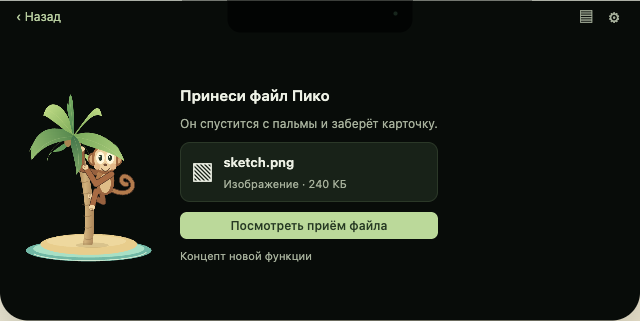 ‹ Назад
Принеси файл Пико
Он спустится с пальмы и заберёт карточку.
sketch.png
Изображение · 240 КБ
Посмотреть приём файла
Концепт новой функции